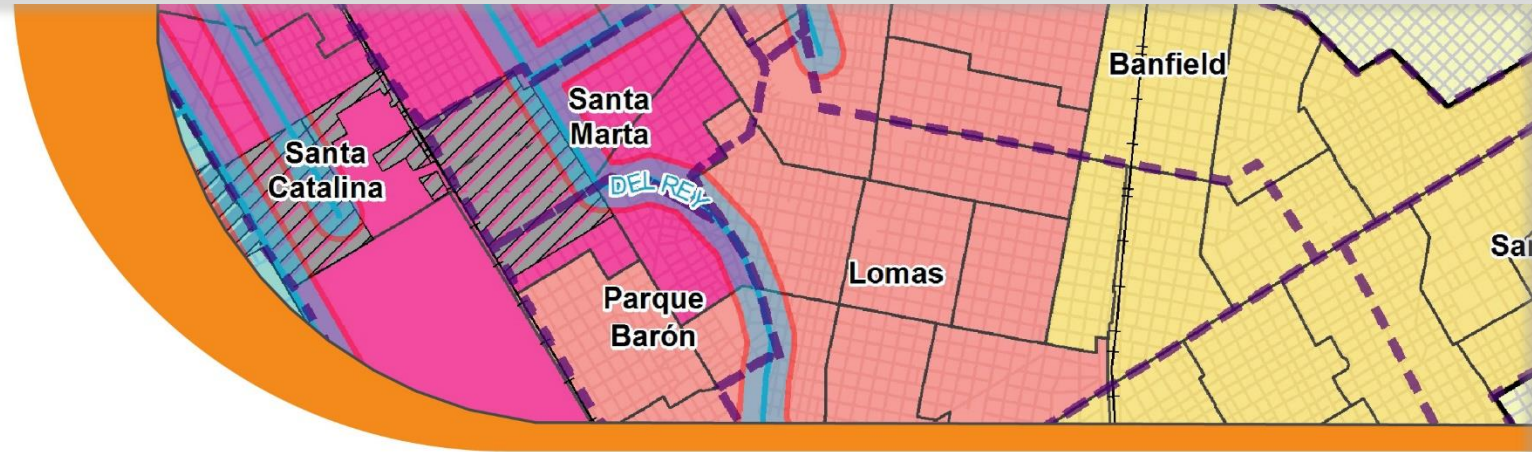 Banfield
Santa
Marta
Santa
Catalina
DEL REY
Lomas
Parque
Barón